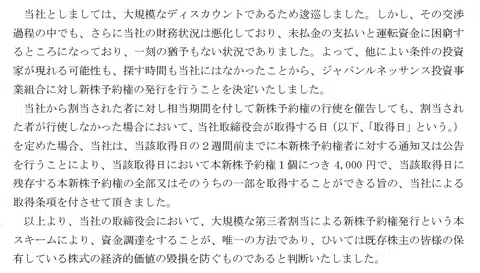 当社としましては、大規模なディスカウントであるため逡巡しました。しかし、その交渉
過程の中でも、さらに当社の財務状況は悪化しており、未払金の支払いと運転資金に困窮す
るところになっており、一刻の猶予もない状況でありました。よって、他によい条件の投資
家が現れる可能性も、探す時間も当社にはなかったことから、ジャパンルネッサンス投資事
業組合に対し新株予約権の発行を行うことを決定いたしました。
当社から割当された者に対し相当期間を付して新株予約権の行使を催告しても、割当され
た者が行使しなかった場合において、当社取締役会が取得する日(以下、「取得日」という。)
を定めた場合、当社は、当該取得日の2週間前までに本新株予約権者に対する通知又は公告
を行うことにより、当該取得日において本新株予約権1個につき 4,000 円で、当該取得日に
残存する本新株予約権の全部又はそのうちの一部を取得することができる旨の、当社による
取得条項を付させて頂きました。
以上より、当社の取締役会において、大規模な第三者割当による新株予約権発行という本
スキームにより、資金調達をすることが、唯一の方法であり、ひいては既存株主の皆様の保
有している株式の経済的価値の毀損を防ぐものであると判断いたしました。